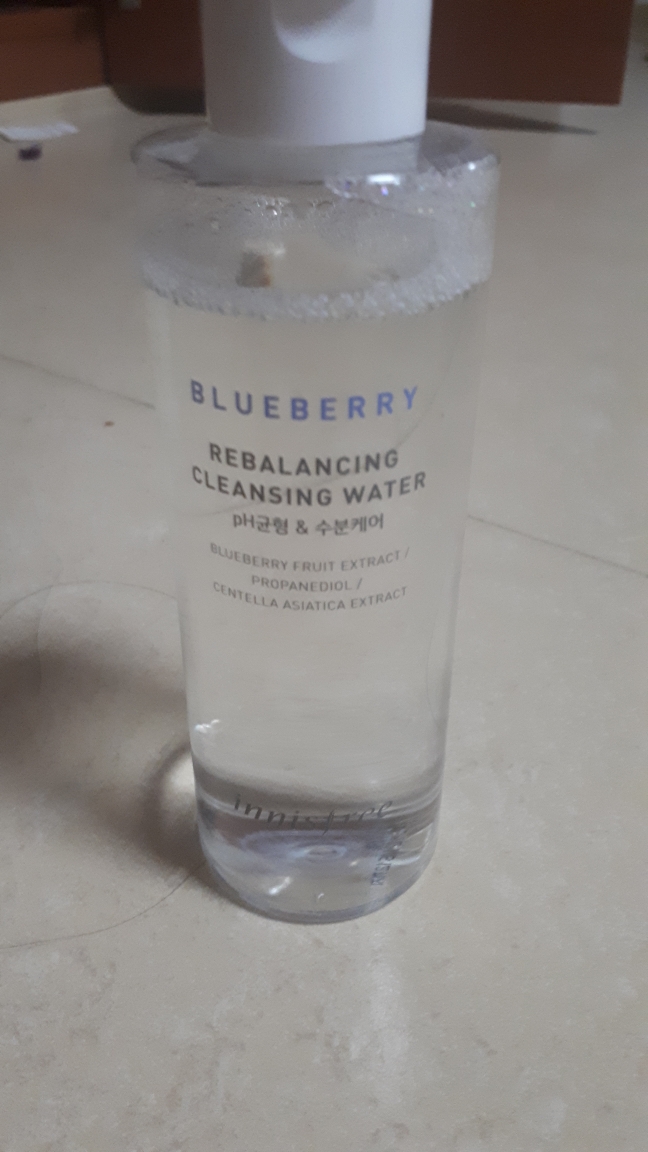 BLUEBERRY
REBALANCING
CLEANSING WATER
pH균형 & 수분케어
BLUEBERRY FRUIT EXTRACT /
PROPANEDIOL /
CENTELLA ASIATICA EXTRACT
innisfree